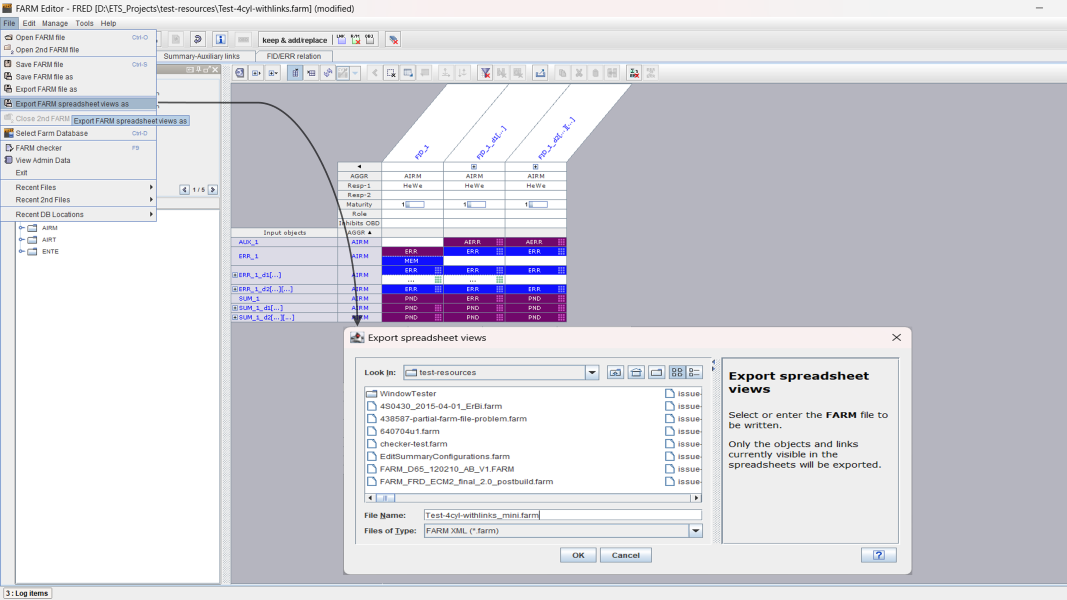 FARM Editor - FRED [D:\ETS_Projects\test-resources\Test-4cyl-withlinks.farm] (modified)
File Edit Manage Tools Help
Open FARM file Ctrl-O
Open 2nd FARM file
Save FARM file Ctrl-S
Save FARM file as
Export FARM file as
Export FARM spreadsheet views as
Close 2nd FARM
Export FARM spreadsheet views as
Select Farm Database Ctrl-D
FARM checker F9
View Admin Data
Exit
Recent Files
Recent 2nd Files
Recent DB Locations
keep & add/replace
Summary-Auxiliary links FID/ERR relation
1 / 5
AIRM
AIRT
ENTE
FID_1 FID_1_d1[...] FID_1_d2[...][...]
AGGR AIRM AIRM AIRM
Resp-1 HeWe HeWe HeWe
Resp-2
Maturity 1 1 1
Role
Inhibits OBD
Input objects AGGR ▲
AUX_1 AIRM AIRR AIRR
ERR_1 AIRM ERR ERR ERR
MEM
ERR_1_d1[...] AIRM ERR ERR ERR
... ...
ERR_1_d2[...][...] AIRM ERR ERR ERR
SUM_1 AIRM PND ERR PND
SUM_1_d1[...] AIRM PND PND PND
SUM_1_d2[...][...] AIRM PND PND PND
Export spreadsheet views
Look In: test-resources
WindowTester issue-
4S0430_2015-04-01_ErBi.farm issue-
438587-partial-farm-file-problem.farm issue-
640704u1.farm issue-
checker-test.farm issue-
EditSummaryConfigurations.farm issue-
FARM_D65_120210_AB_V1.FARM issue-
FARM_FRD_ECM2_final_2.0_postbuild.farm issue-
File Name: Test-4cyl-withlinks_mini.farm
Files of Type: FARM XML (*.farm)
OK Cancel
Export spreadsheet
views
Select or enter the FARM file to
be written.
Only the objects and links
currently visible in the
spreadsheets will be exported.
?
3 : Log items